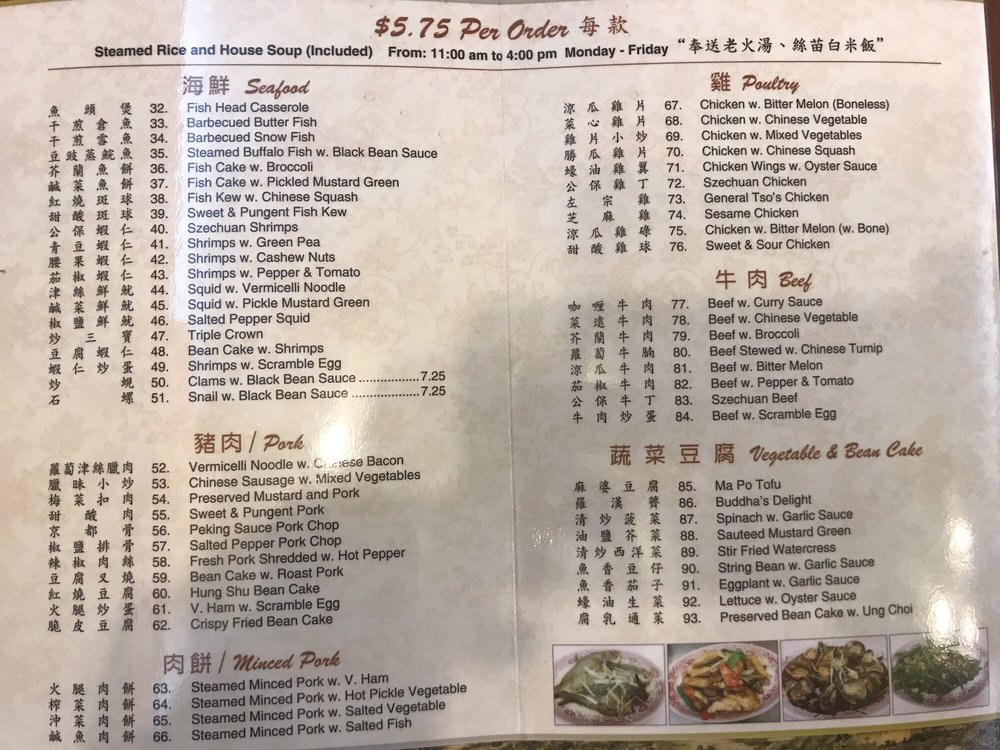 $5.75 Per Order 每款
Steamed Rice and House Soup (Included) From: 11:00 am to 4:00 pm Monday - Friday “奉送老火湯、絲苗白米飯”
海鮮 Seafood
魚頭煲 32. Fish Head Casserole
干煎倉魚 33. Barbecued Butter Fish
干煎雪魚 34. Barbecued Snow Fish
豆豉蒸鯇魚 35. Steamed Buffalo Fish w. Black Bean Sauce
芥蘭魚餅 36. Fish Cake w. Broccoli
鹹菜魚餅 37. Fish Cake w. Pickled Mustard Green
紅燒斑球 38. Fish Kew w. Chinese Squash
甜酸斑球 39. Sweet & Pungent Fish Kew
公保蝦仁 40. Szechuan Shrimps
青豆蝦仁 41. Shrimps w. Green Pea
腰果蝦仁 42. Shrimps w. Cashew Nuts
茄椒蝦仁 43. Shrimps w. Pepper & Tomato
津絲鮮魷 44. Squid w. Vermicelli Noodle
鹹菜鮮魷 45. Squid w. Pickle Mustard Green
椒鹽鮮魷 46. Salted Pepper Squid
炒三寶 47. Triple Crown
豆腐蝦仁 48. Bean Cake w. Shrimps
蝦仁炒蛋 49. Shrimps w. Scramble Egg
炒蜆 50. Clams w. Black Bean Sauce ..................7.25
石螺 51. Snail w. Black Bean Sauce ....................7.25
豬肉/ Pork
蘿蔔津絲臘肉 52. Vermicelli Noodle w. Chinese Bacon
臘味小炒 53. Chinese Sausage w. Mixed Vegetables
梅菜扣肉 54. Preserved Mustard and Pork
甜酸肉 55. Sweet & Pungent Pork
京都骨 56. Peking Sauce Pork Chop
椒鹽排骨 57. Salted Pepper Pork Chop
辣椒肉絲 58. Fresh Pork Shredded w. Hot Pepper
豆腐叉燒 59. Bean Cake w. Roast Pork
紅燒豆腐 60. Hung Shu Bean Cake
火腿炒蛋 61. V. Ham w. Scramble Egg
脆皮豆腐 62. Crispy Fried Bean Cake
肉餅/ Minced Pork
火腿肉餅 63. Steamed Minced Pork w. V. Ham
榨菜肉餅 64. Steamed Minced Pork w. Hot Pickle Vegetable
沖菜肉餅 65. Steamed Minced Pork w. Salted Vegetable
鹹魚肉餅 66. Steamed Minced Pork w. Salted Fish
雞 Poultry
涼瓜雞片 67. Chicken w. Bitter Melon (Boneless)
菜心雞片 68. Chicken w. Chinese Vegetable
雞片小炒 69. Chicken w. Mixed Vegetables
勝瓜雞片 70. Chicken w. Chinese Squash
蠔油雞翼 71. Chicken Wings w. Oyster Sauce
公保雞丁 72. Szechuan Chicken
左宗雞 73. General Tso's Chicken
芝麻雞 74. Sesame Chicken
涼瓜雞碌 75. Chicken w. Bitter Melon (w. Bone)
甜酸雞球 76. Sweet & Sour Chicken
牛肉 Beef
咖喱牛肉 77. Beef w. Curry Sauce
菜遠牛肉 78. Beef w. Chinese Vegetable
芥蘭牛肉 79. Beef w. Broccoli
蘿蔔牛腩 80. Beef Stewed w. Chinese Turnip
涼瓜牛肉 81. Beef w. Bitter Melon
茄椒牛肉 82. Beef w. Pepper & Tomato
公保牛丁 83. Szechuan Beef
牛肉炒蛋 84. Beef w. Scramble Egg
蔬菜豆腐 Vegetable & Bean Cake
麻婆豆腐 85. Ma Po Tofu
羅漢齋 86. Buddha's Delight
清炒菠菜 87. Spinach w. Garlic Sauce
油鹽芥菜 88. Sauteed Mustard Green
清炒西洋菜 89. Stir Fried Watercress
魚香豆仔 90. String Bean w. Garlic Sauce
魚香茄子 91. Eggplant w. Garlic Sauce
蠔油生菜 92. Lettuce w. Oyster Sauce
腐乳通菜 93. Preserved Bean Cake w. Ung Choi